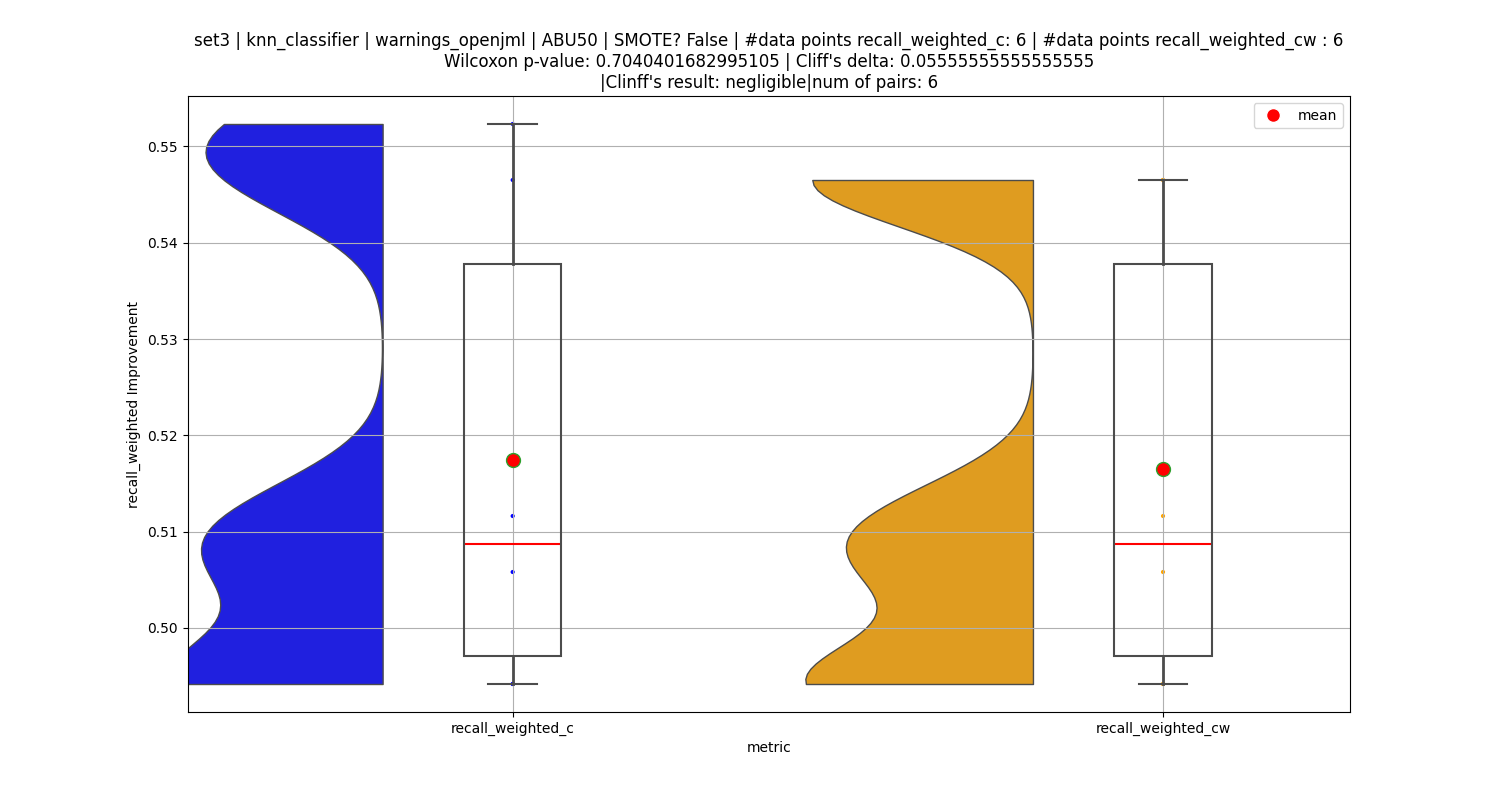 set3 | knn_classifier | warnings_openjml | ABU50 | SMOTE? False | #data points recall_weighted_c: 6 | #data points recall_weighted_cw : 6
Wilcoxon p-value: 0.7040401682995105 | Cliff's delta: 0.05555555555555555
|Clinff's result: negligible|num of pairs: 6
mean
0.55
0.54
0.53
0.52
0.51
0.50
recall_weighted Improvement
recall_weighted_c
recall_weighted_cw
metric